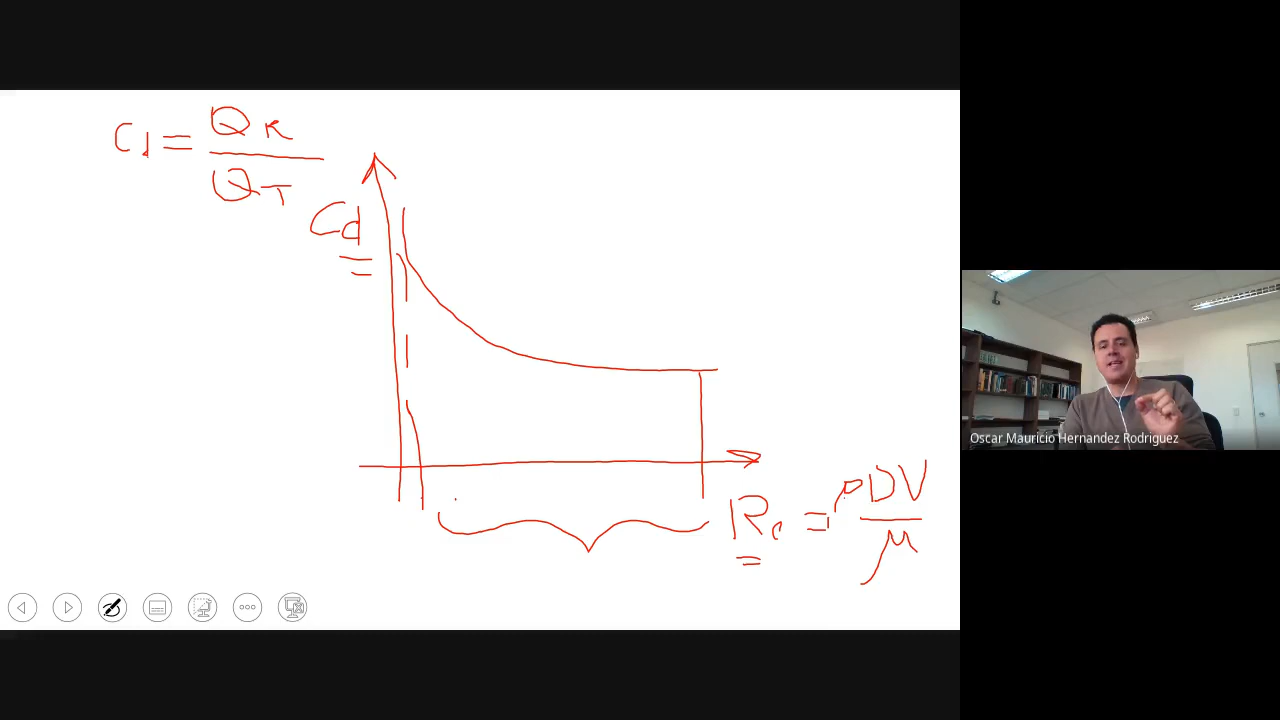 Cd = QR / QT
Cd
Re = ρDV / μ
Oscar Mauricio Hernandez Rodriguez